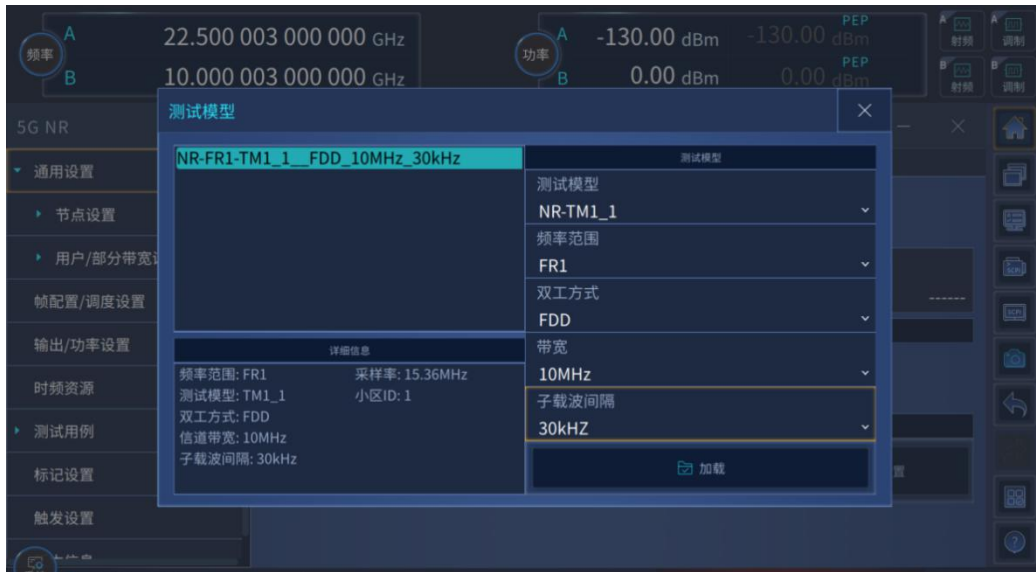 频率
A
22.500 003 000 000 GHz
B
10.000 003 000 000 GHz
功率
A
-130.00 dBm
PEP
-130.00 dBm
B
0.00 dBm
PEP
0.00 dBm
A
射频
A
调制
B
射频
B
调制
5G NR
通用设置
节点设置
用户/部分带宽
帧配置/调度设置
输出/功率设置
时频资源
测试用例
标记设置
触发设置
测试模型
NR-FR1-TM1_1__FDD_10MHz_30kHz
详细信息
频率范围: FR1
采样率: 15.36MHz
测试模型: TM1_1
小区ID: 1
双工方式: FDD
信道带宽: 10MHz
子载波间隔: 30kHz
测试模型
测试模型
NR-TM1_1
频率范围
FR1
双工方式
FDD
带宽
10MHz
子载波间隔
30kHZ
加载
置
------
SCPI